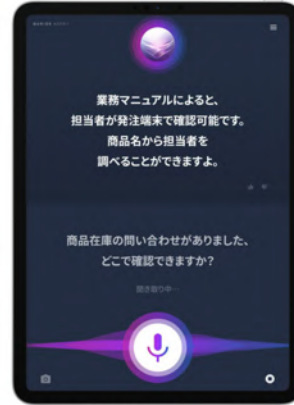 業務マニュアルによると、
担当者が発注端末で確認可能です。
商品名から担当者を
調べることができますよ。
商品在庫の問い合わせがありました、
どこで確認できますか?
聞き取り中…